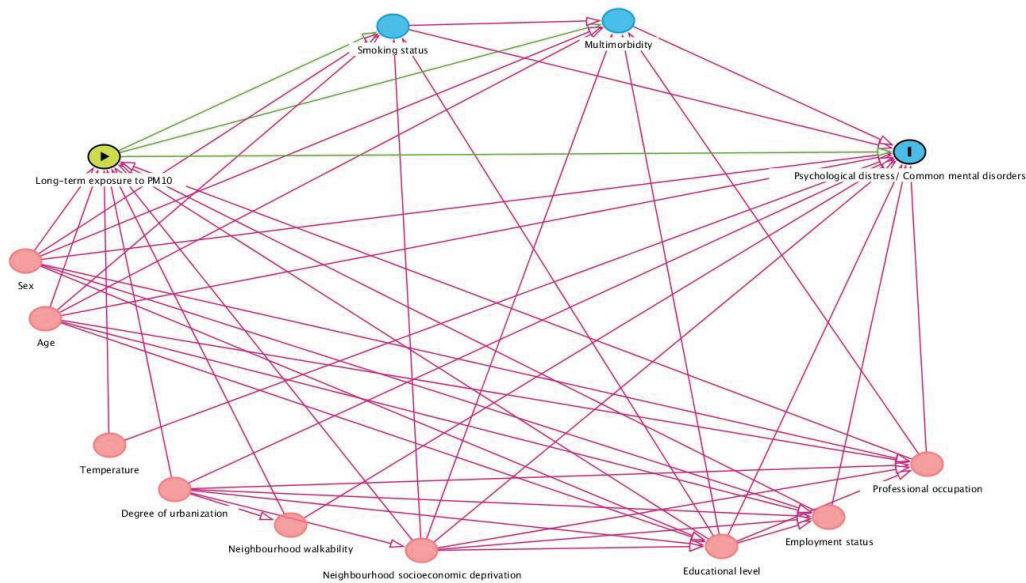 Smoking status
Multimorbidity
Long-term exposure to PM10
Psychological distress/ Common mental disorders
Sex
Age
Temperature
Professional occupation
Degree of urbanization
Employment status
Neighbourhood walkability
Educational level
Neighbourhood socioeconomic deprivation